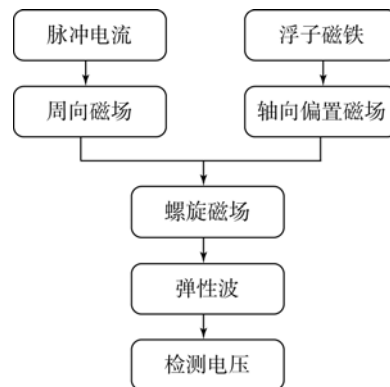 脉冲电流
浮子磁铁
周向磁场
轴向偏置磁场
螺旋磁场
弹性波
检测电压